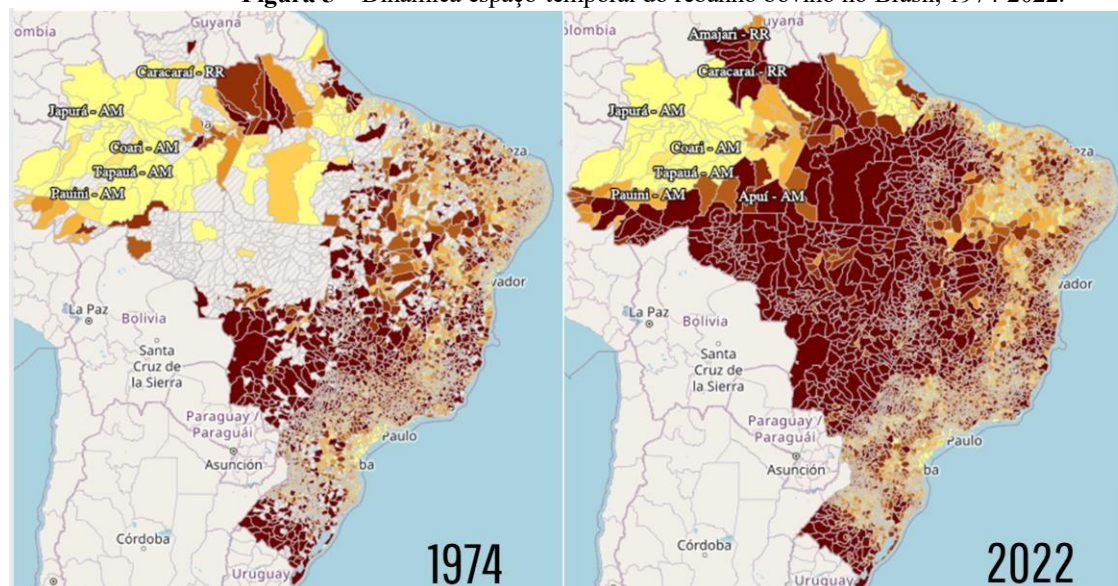 Figura 3 – Dinâmica espaço-temporal do rebanho bovino no Brasil, 1974-2022.
ombia
Guyana
Caracaraí - RR
Japurá - AM
Coari - AM
Tapauá - AM
Pauini - AM
eza
vador
La Paz
Bolivia
Santa
Cruz de
la Sierra
Paraguay /
Paraguái
Paulo
ba
Asunción
Córdoba
Uruguay
1974
olombia
uyana
Amajari - RR
Caracaraí - RR
Japurá - AM
Coari - AM
Tapauá - AM
Pauini - AM
Apuí - AM
eza
vador
La Paz
Bolivia
Santa
Cruz de
la Sierra
Paraguay /
Paraguái
Paulo
ba
Asunción
Córdoba
Uruguay
2022